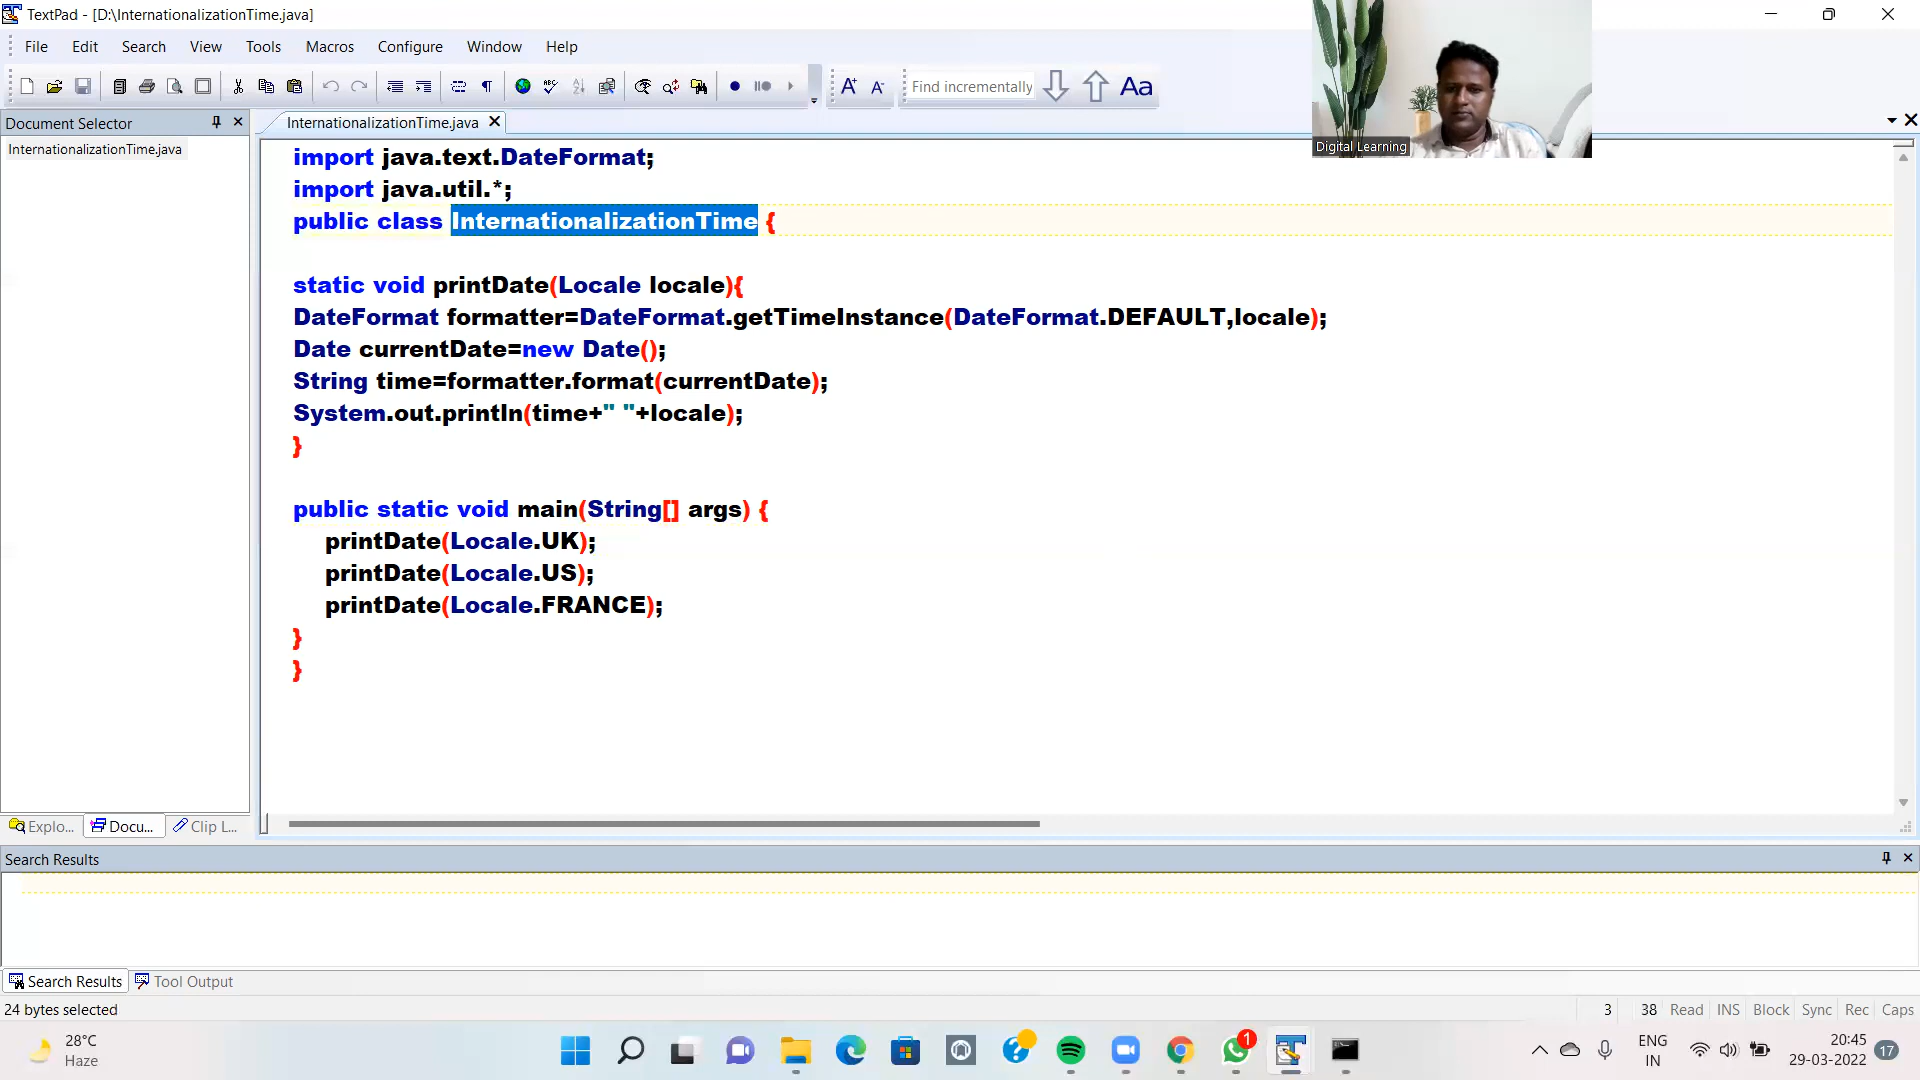 TextPad - [D:\InternationalizationTime.java]
File Edit Search View Tools Macros Configure Window Help
Find incrementally Aa
Digital Learning
Document Selector
InternationalizationTime.java
InternationalizationTime.java
import java.text.DateFormat;
import java.util.*;
public class InternationalizationTime {
static void printDate(Locale locale){
DateFormat formatter=DateFormat.getTimeInstance(DateFormat.DEFAULT,locale);
Date currentDate=new Date();
String time=formatter.format(currentDate);
System.out.println(time+" "+locale);
}
public static void main(String[] args) {
printDate(Locale.UK);
printDate(Locale.US);
printDate(Locale.FRANCE);
}
}
Explo... Docu... Clip L...
Search Results
Search Results Tool Output
24 bytes selected 3 38 Read INS Block Sync Rec Caps
28°C
Haze
1
ENG
IN
20:45
29-03-2022
17